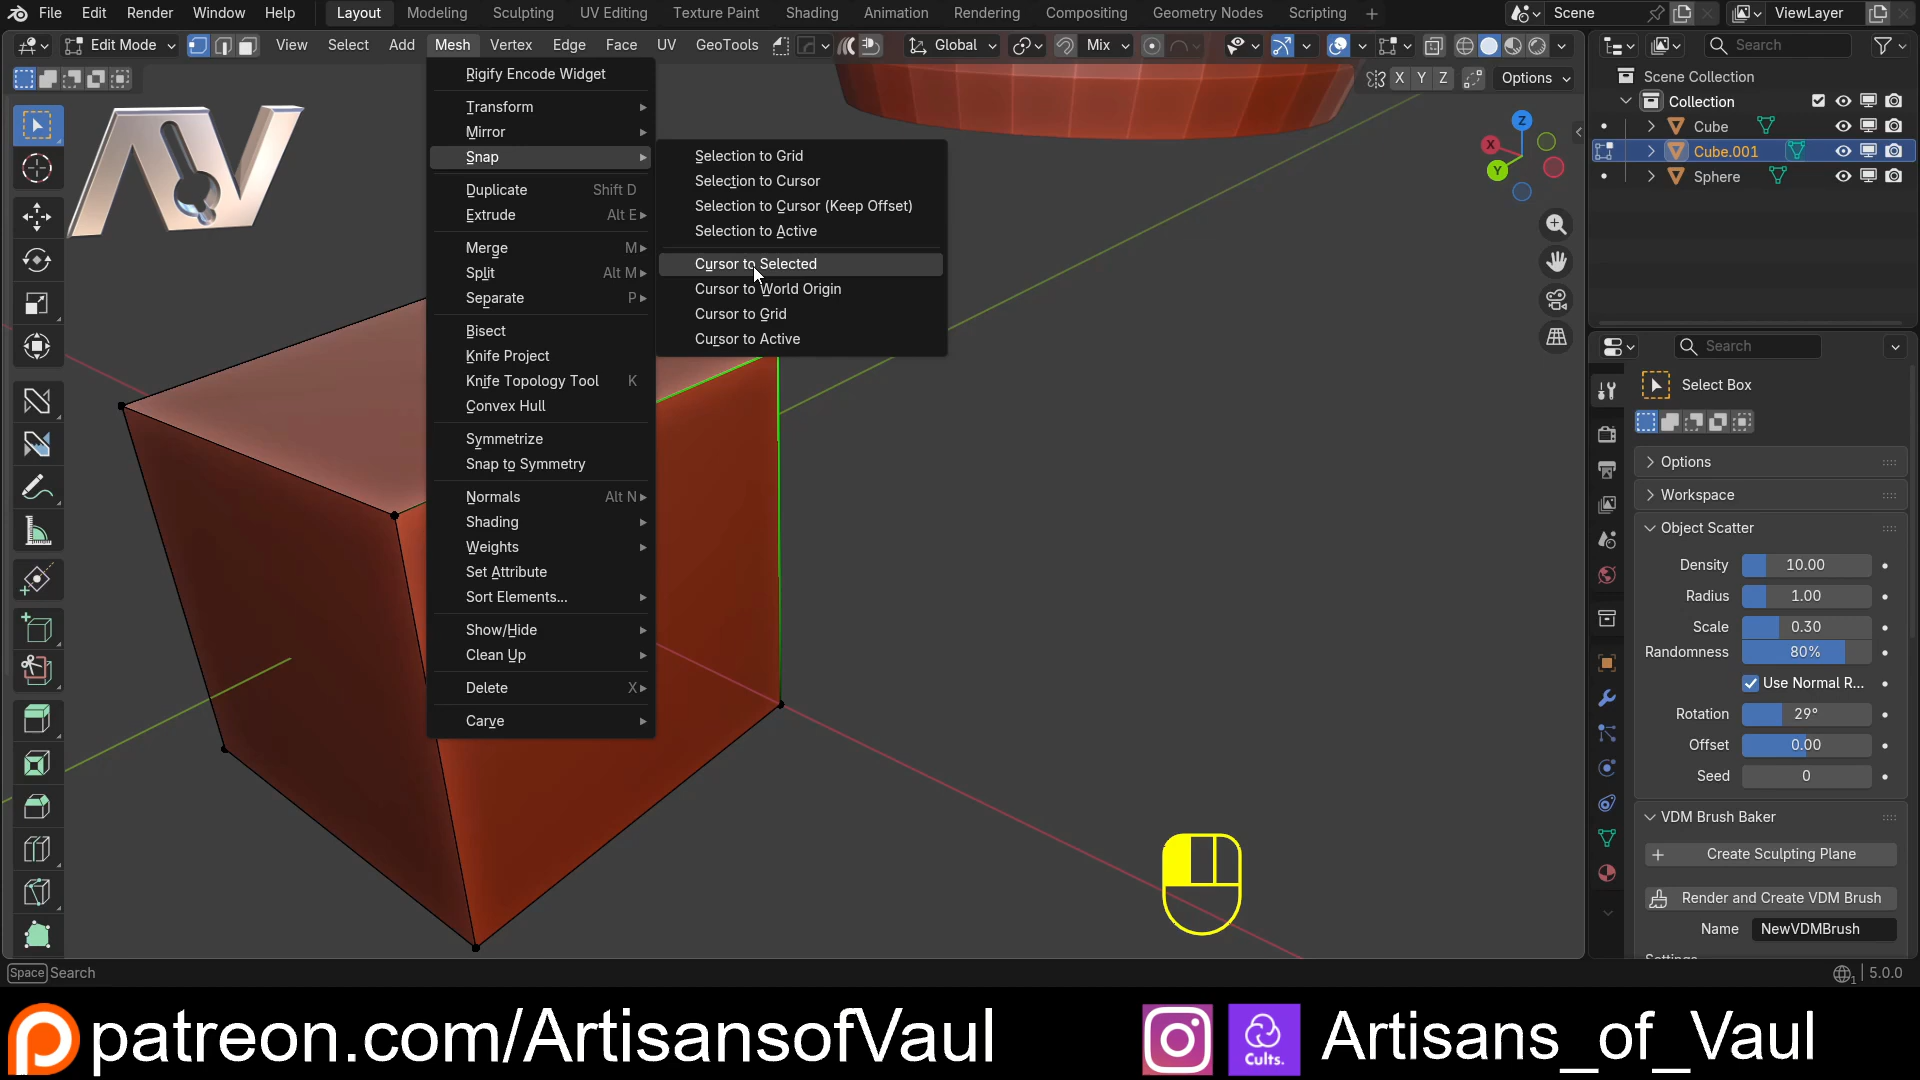 File Edit Render Window Help Layout Modeling Sculpting UV Editing Texture Paint Shading Animation Rendering Compositing Geometry Nodes Scripting + Scene ViewLayer
Edit Mode View Select Add Mesh Vertex Edge Face UV GeoTools Global Mix Search
X Y Z Options
Rigify Encode Widget
Transform
Mirror
Snap
Duplicate Shift D
Extrude Alt E
Merge M
Split Alt M
Separate P
Bisect
Knife Project
Knife Topology Tool K
Convex Hull
Symmetrize
Snap to Symmetry
Normals Alt N
Shading
Weights
Set Attribute
Sort Elements...
Show/Hide
Clean Up
Delete X
Carve
Selection to Grid
Selection to Cursor
Selection to Cursor (Keep Offset)
Selection to Active
Cursor to Selected
Cursor to World Origin
Cursor to Grid
Cursor to Active
Z
X
Y
Scene Collection
Collection
Cube
Cube.001
Sphere
Search
Select Box
Options
Workspace
Object Scatter
Density 10.00
Radius 1.00
Scale 0.30
Randomness 80%
Use Normal R...
Rotation 29°
Offset 0.00
Seed 0
VDM Brush Baker
Create Sculpting Plane
Render and Create VDM Brush
Name NewVDMBrush
Settings
Space Search
1 5.0.0
patreon.com/ArtisansofVaul Cults. Artisans_of_Vaul